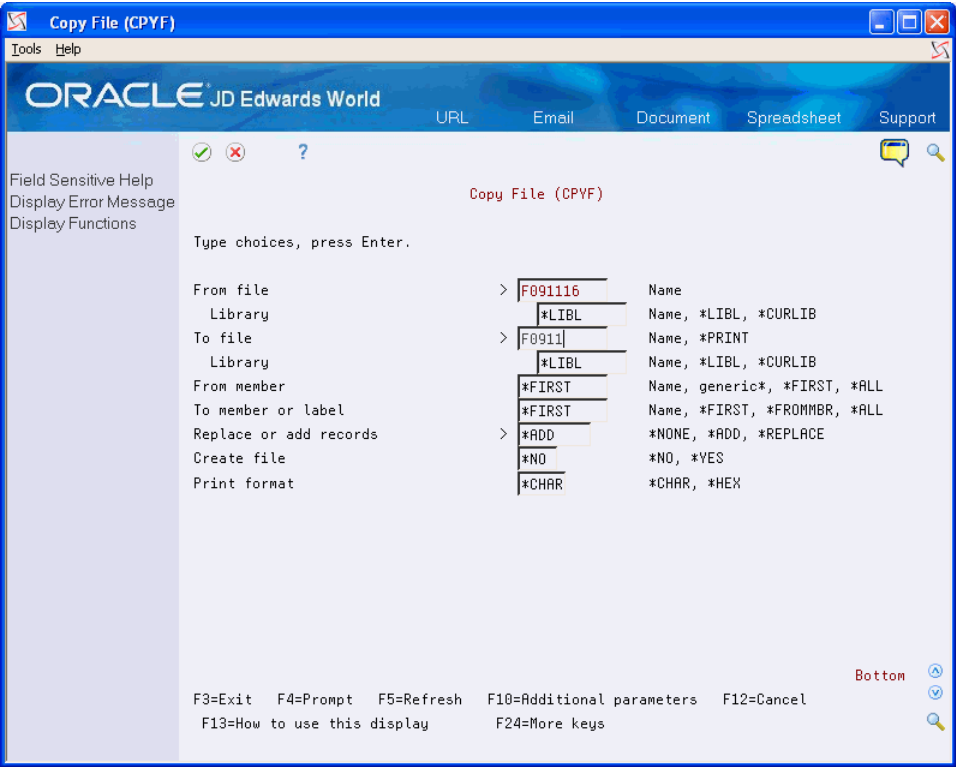 Copy File (CPYF)
Tools Help
ORACLE JD Edwards World
URL Email Document Spreadsheet Support
?
Field Sensitive Help
Display Error Message
Display Functions
Copy File (CPYF)
Type choices, press Enter.
From file > F091116 Name
Library *LIBL Name, *LIBL, *CURLIB
To file > F0911 Name, *PRINT
Library *LIBL Name, *LIBL, *CURLIB
From member *FIRST Name, generic*, *FIRST, *ALL
To member or label *FIRST Name, *FIRST, *FROMMBR, *ALL
Replace or add records > *ADD *NONE, *ADD, *REPLACE
Create file *NO *NO, *YES
Print format *CHAR *CHAR, *HEX
Bottom
F3=Exit F4=Prompt F5=Refresh F10=Additional parameters F12=Cancel
F13=How to use this display F24=More keys